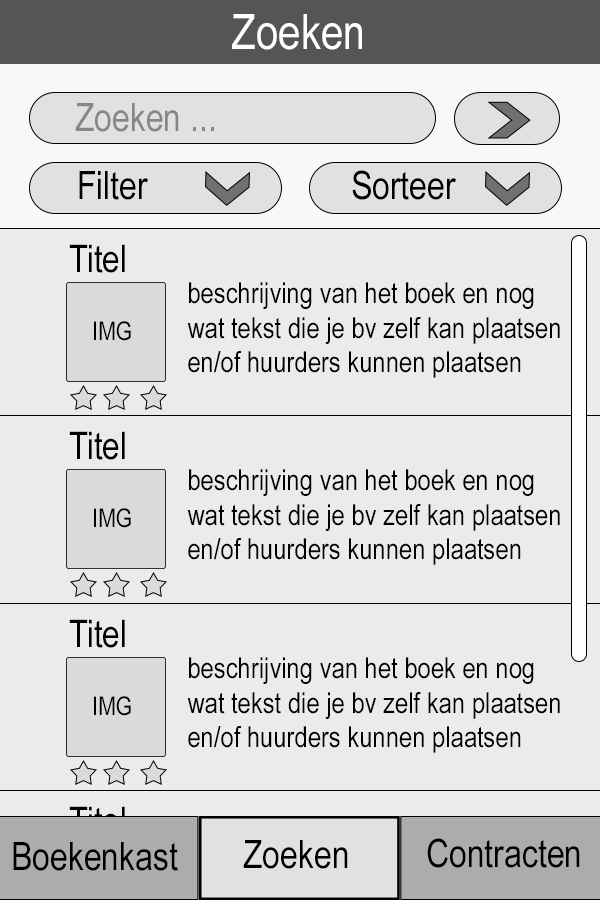 Zoeken
Zoeken ...
Filter
Sorteer
Titel
IMG
beschrijving van het boek en nog
wat tekst die je bv zelf kan plaatsen
en/of huurders kunnen plaatsen
Titel
IMG
beschrijving van het boek en nog
wat tekst die je bv zelf kan plaatsen
en/of huurders kunnen plaatsen
Titel
IMG
beschrijving van het boek en nog
wat tekst die je bv zelf kan plaatsen
en/of huurders kunnen plaatsen
Titel
Boekenkast
Zoeken
Contracten